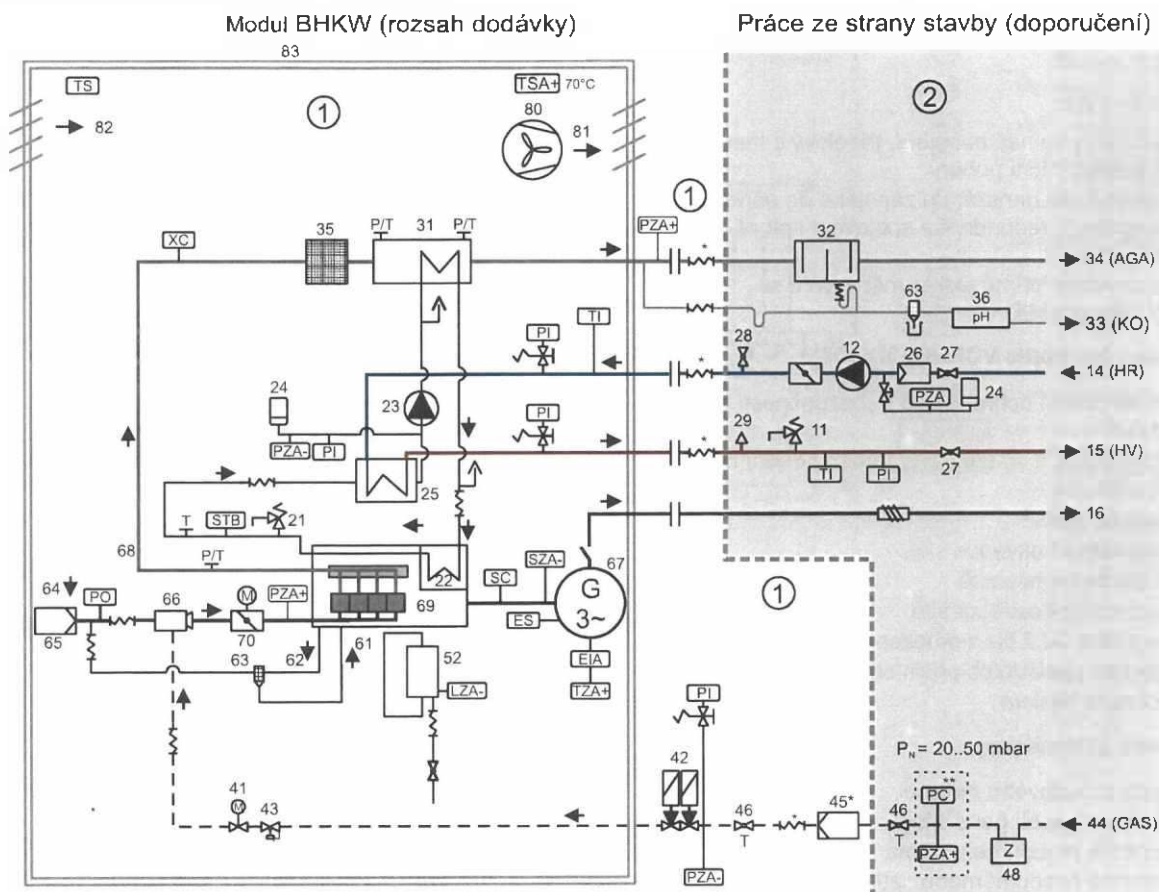 Modul BHKW (rozsah dodávky)
Práce ze strany stavby (doporučení)
83
TS
TSA+ 70°C
1
2
82
80
81
1
XC
35
P/T
31
P/T
PZA+
*
32
34 (AGA)
63
36
pH
33 (KO)
TI
PI
28
12
26
27
14 (HR)
*
24
23
PZA
24
PZA-
PI
PI
29
11
*
15 (HV)
25
TI
PI
27
T
STB
21
16
68
P/T
22
SC
SZA-
67
G
3~
1
64
PO
66
M
PZA+
69
ES
65
70
63
62
61
52
EIA
LZA-
TZA+
PI
PN = 20..50 mbar
41
M
43
42
46
45*
46
PC
**
44 (GAS)
T
*
T
PZA-
PZA+
Z
48